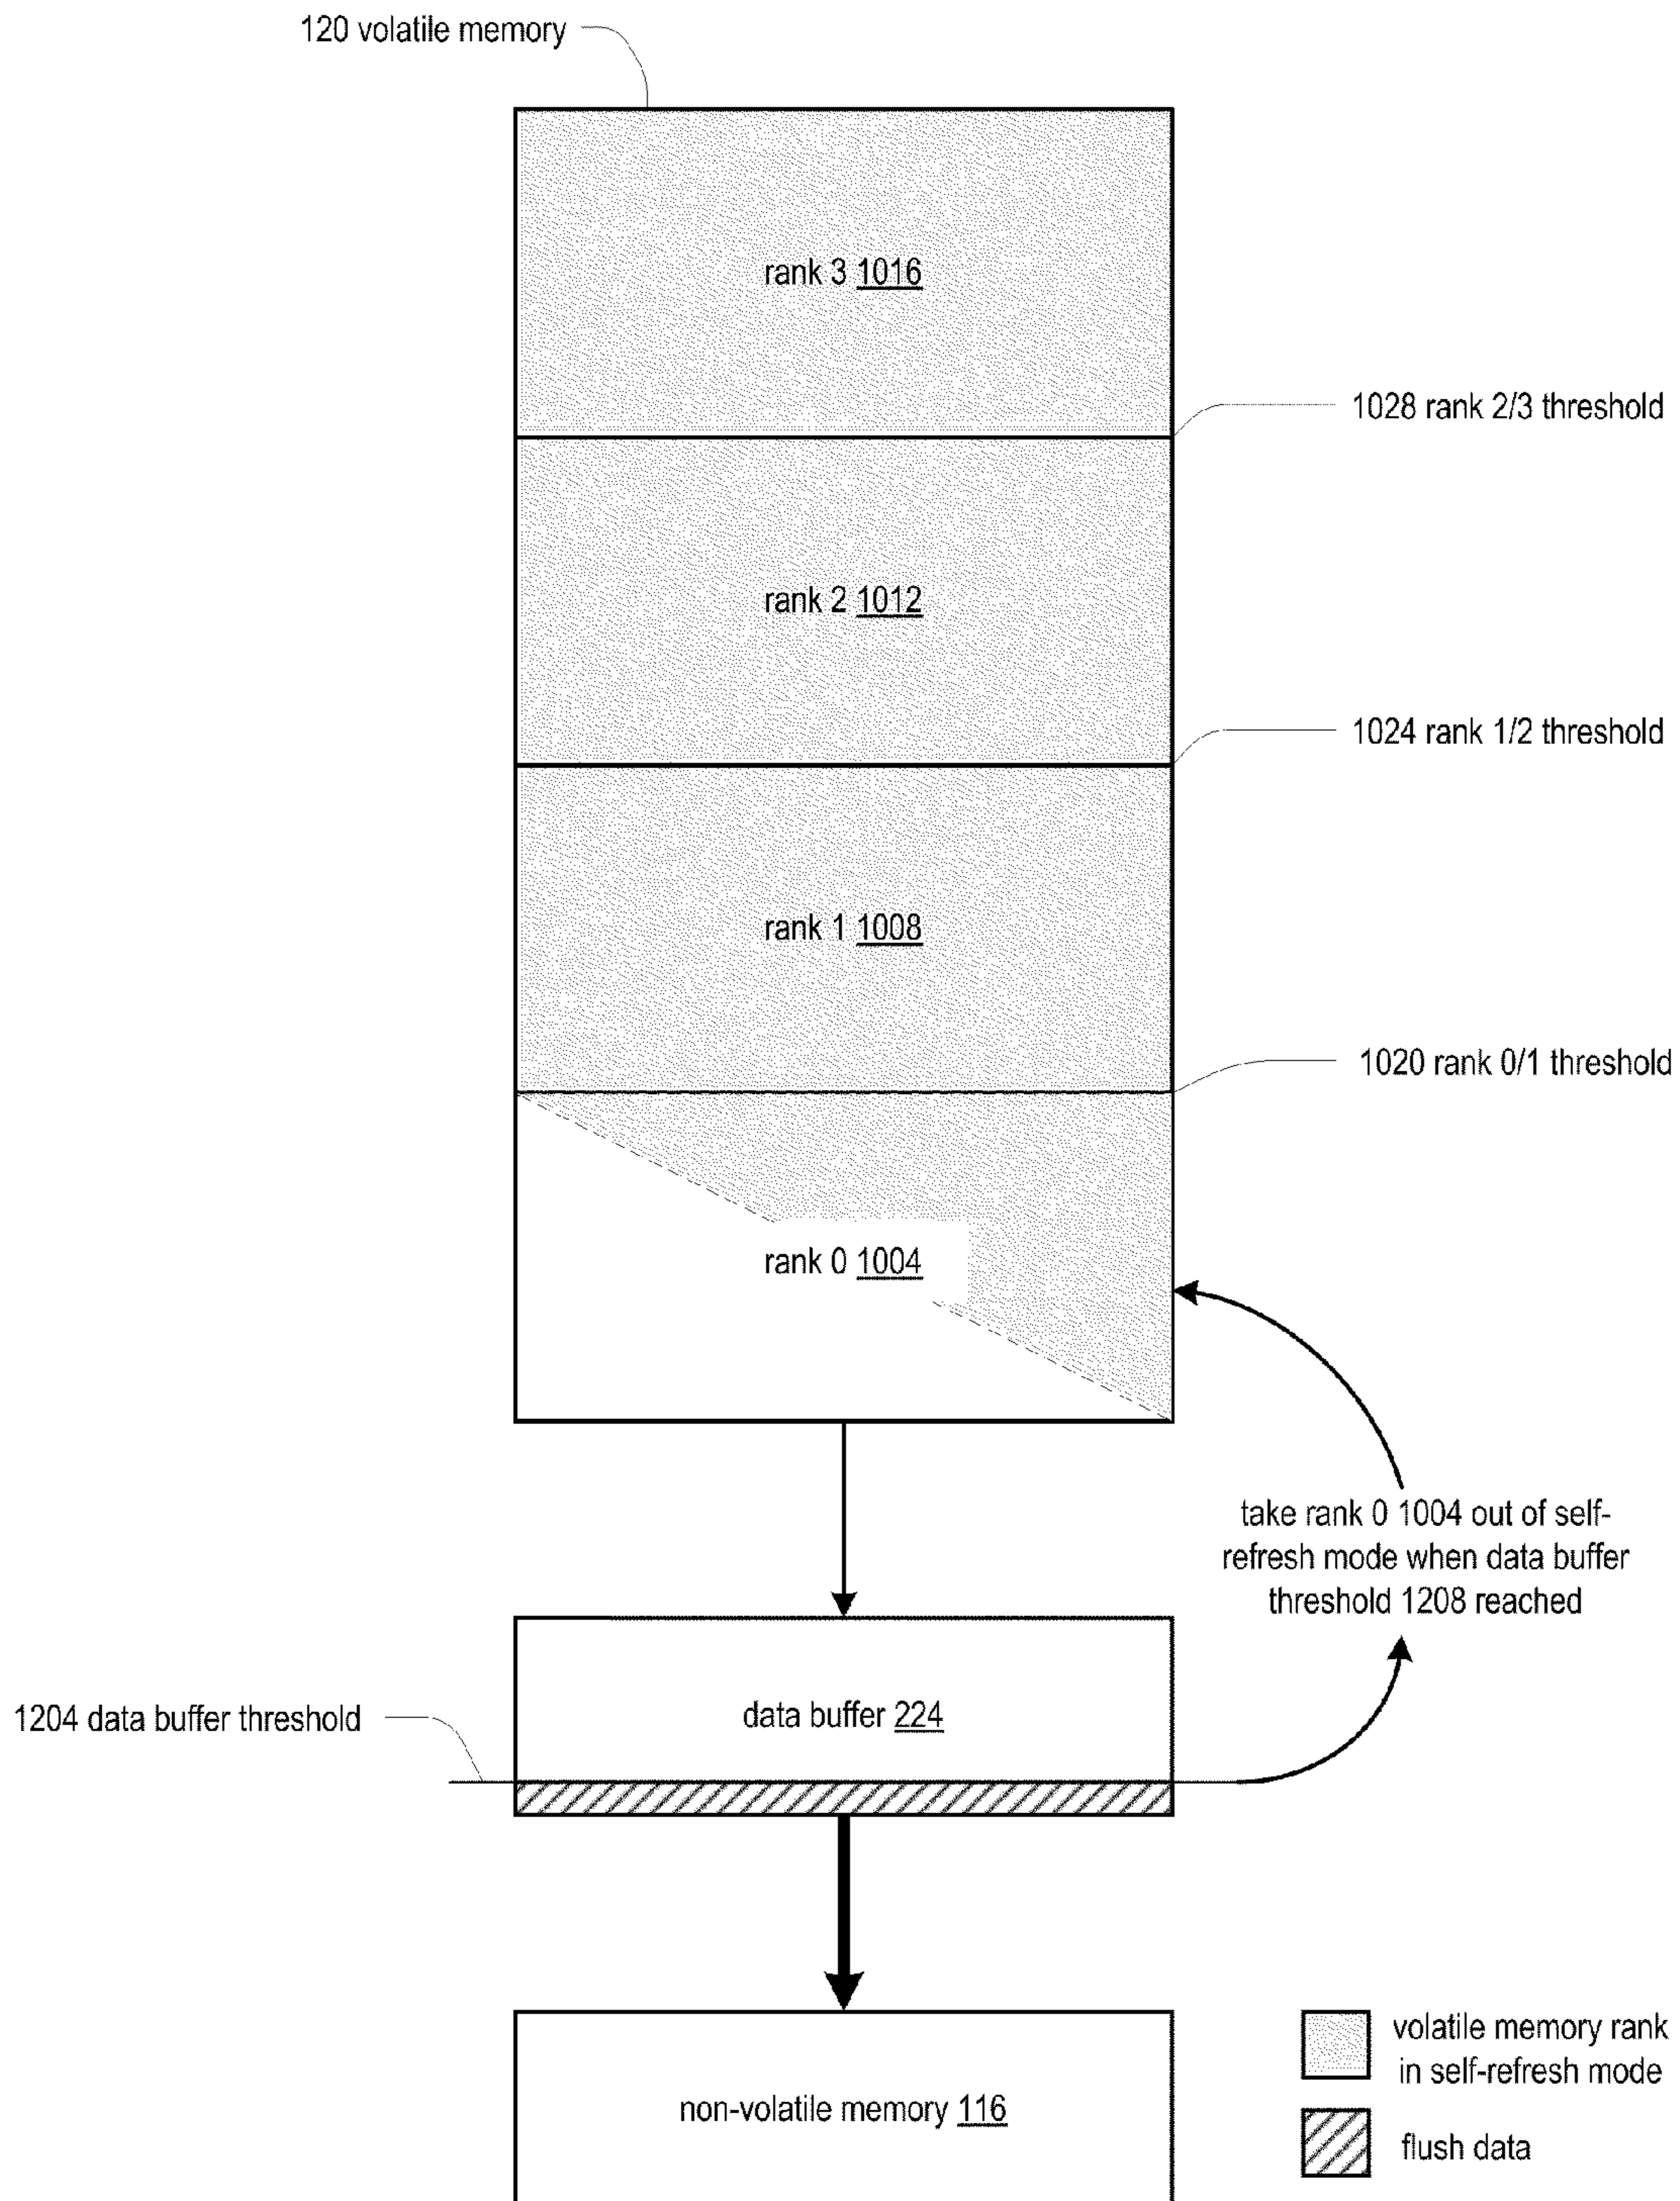 120 volatile memory
rank 3 1016
1028 rank 2/3 threshold
rank 2 1012
1024 rank 1/2 threshold
rank 1 1008
1020 rank 0/1 threshold
rank 0 1004
take rank 0 1004 out of self-
refresh mode when data buffer
threshold 1208 reached
1204 data buffer threshold
data buffer 224
volatile memory rank
in self-refresh mode
non-volatile memory 116
flush data